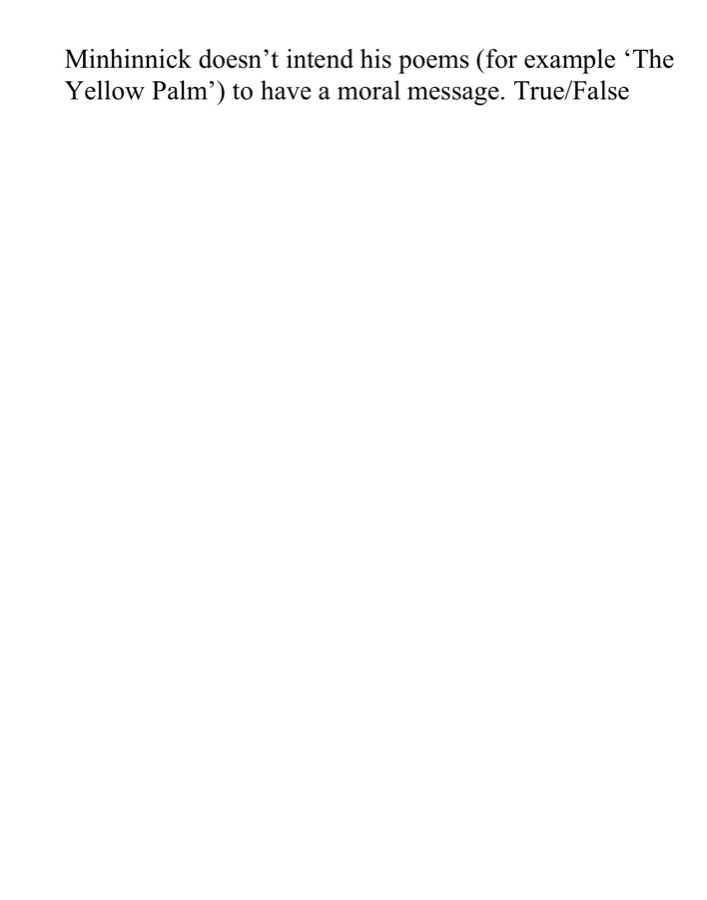 Minhinnick doesn’t intend his poems (for example ‘The
Yellow Palm’) to have a moral message. True/False